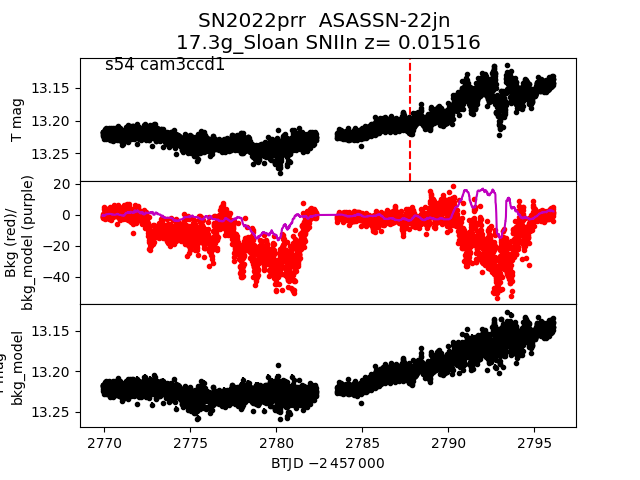 SN2022prr ASASSN-22jn
17.3g_Sloan SNIIn z= 0.01516
s54 cam3ccd1
T mag
13.15
13.20
13.25
Bkg (red)/
bkg_model (purple)
20
0
−20
−40
bkg_model
13.15
13.20
13.25
2770
2775
2780
2785
2790
2795
BTJD −2 457 000